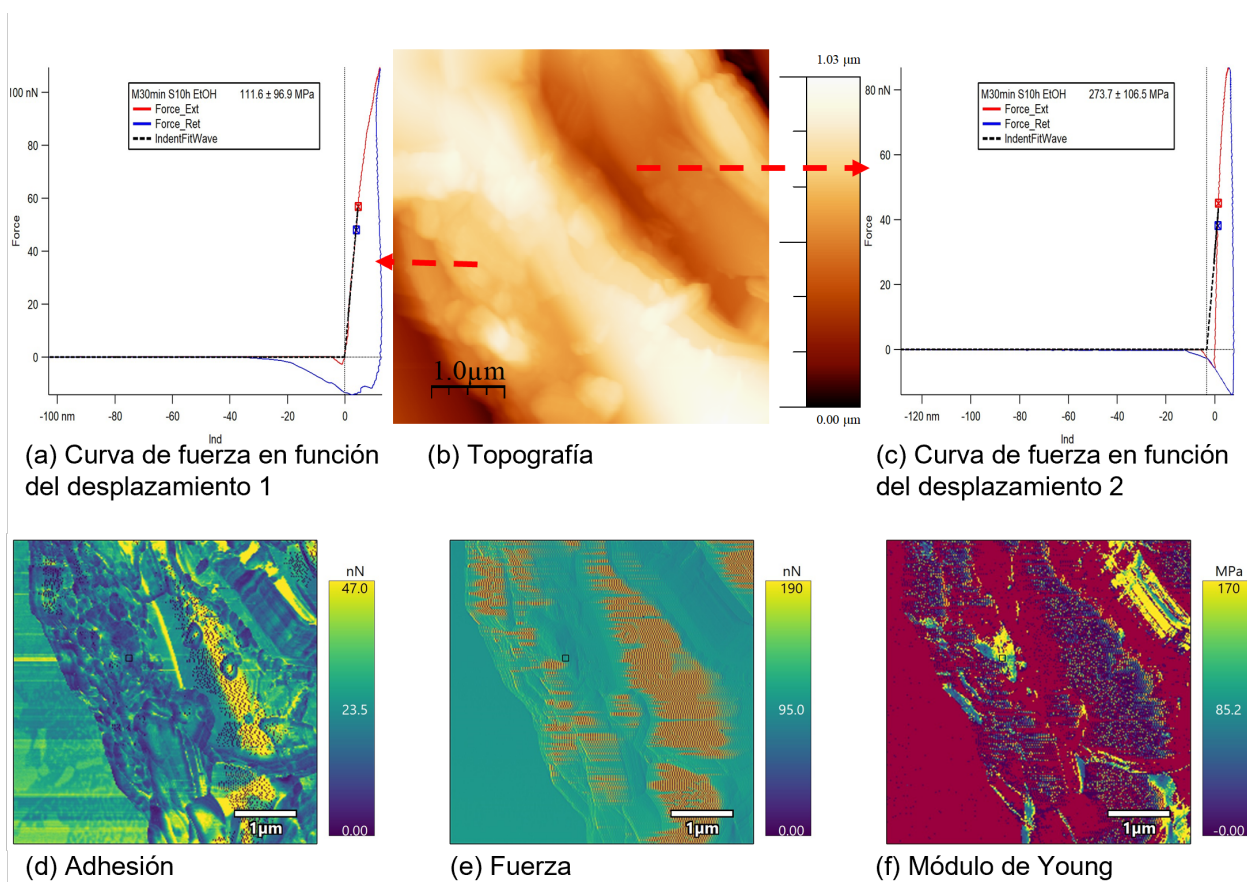 100 nN
80
60
40
20
0
Force
-100 nm
-80
-60
-40
-20
0
Ind
M30min S10h EtOH 111.6 ± 96.9 MPa
Force_Ext
Force_Ret
IndentFitWave
(a) Curva de fuerza en función
del desplazamiento 1
1.0µm
1.03 µm
0.00 µm
(b) Topografía
80 nN
60
40
20
0
Force
-120 nm
-100
-80
-60
-40
-20
0
Ind
M30min S10h EtOH 273.7 ± 106.5 MPa
Force_Ext
Force_Ret
IndentFitWave
(c) Curva de fuerza en función
del desplazamiento 2
nN
47.0
23.5
0.00
1µm
(d) Adhesión
nN
190
95.0
0.00
1µm
(e) Fuerza
MPa
170
85.2
-0.00
1µm
(f) Módulo de Young